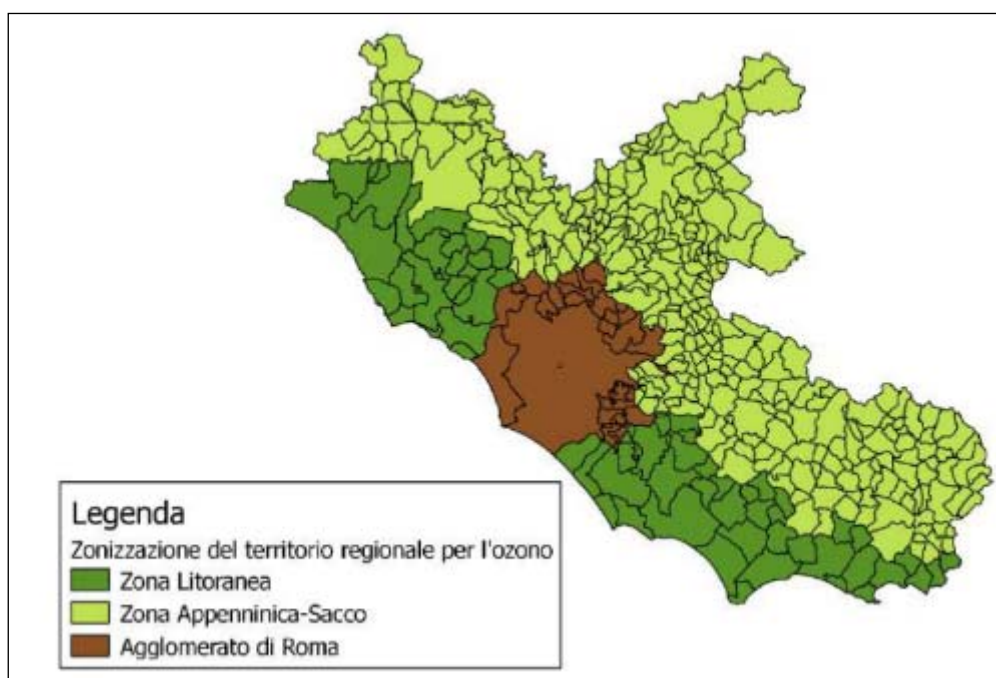 Legenda
Zonizzazione del territorio regionale per l'ozono
Zona Litoranea
Zona Appenninica-Sacco
Agglomerato di Roma